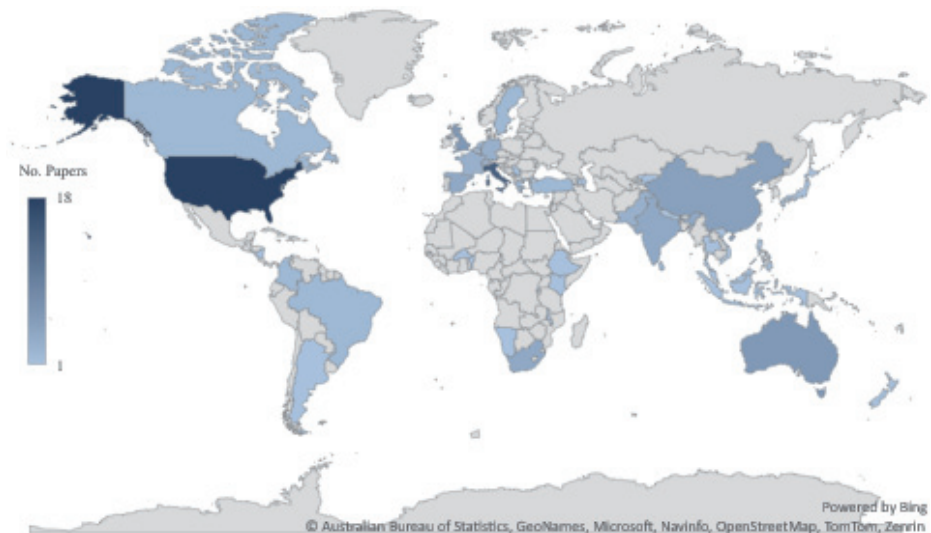 No. Papers
18
1
Powered by Bing
© Australian Bureau of Statistics, GeoNames, Microsoft, Navinfo, OpenStreetMap, TomTom, Zenrin